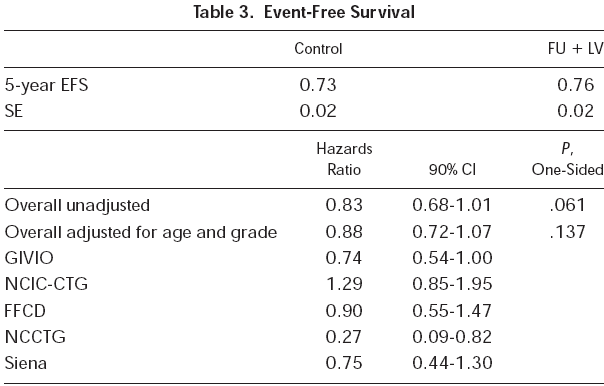 Table 3. Event-Free Survival
Control FU + LV
5-year EFS 0.73 0.76
SE 0.02 0.02
Hazards P,
Ratio 90% CI One-Sided
Overall unadjusted 0.83 0.68-1.01 .061
Overall adjusted for age and grade 0.88 0.72-1.07 .137
GIVIO 0.74 0.54-1.00
NCIC-CTG 1.29 0.85-1.95
FFCD 0.90 0.55-1.47
NCCTG 0.27 0.09-0.82
Siena 0.75 0.44-1.30